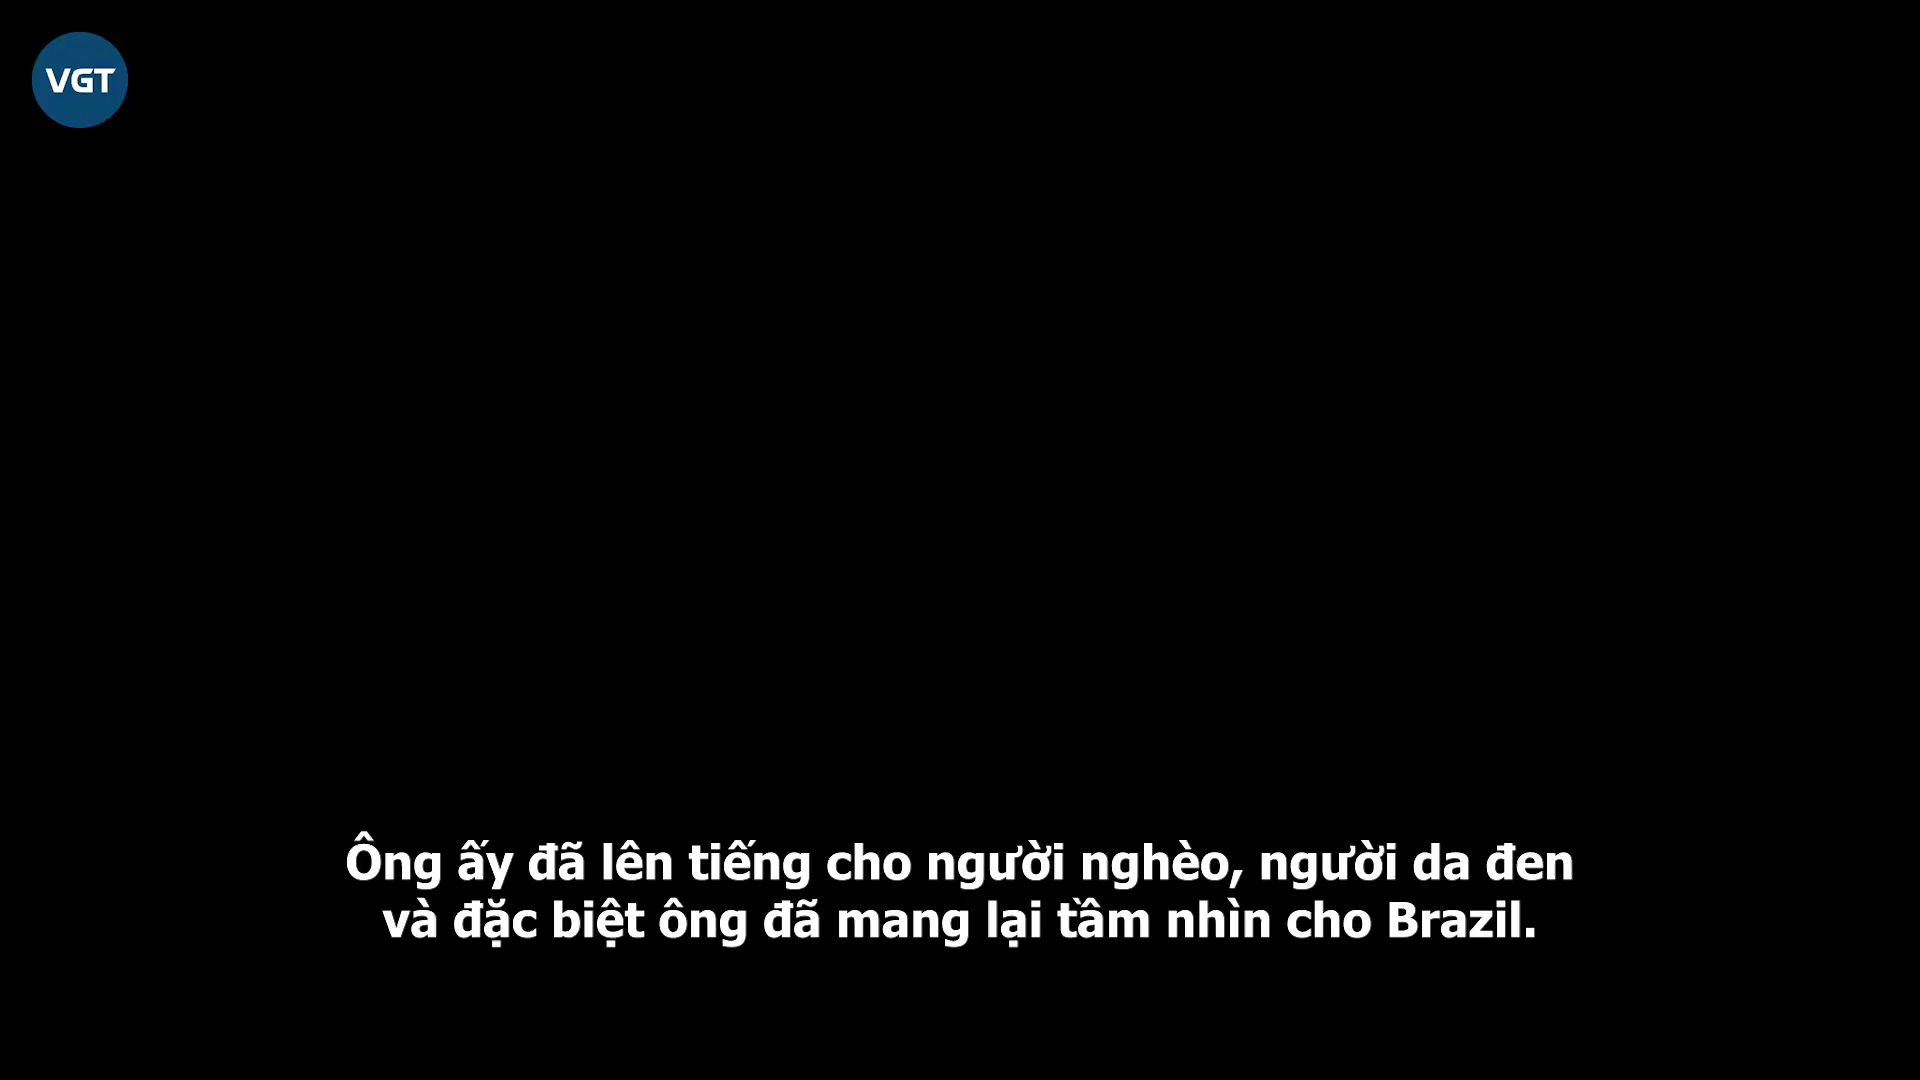 VGT
Ông ấy đã lên tiếng cho người nghèo, người da đen
và đặc biệt ông đã mang lại tầm nhìn cho Brazil.